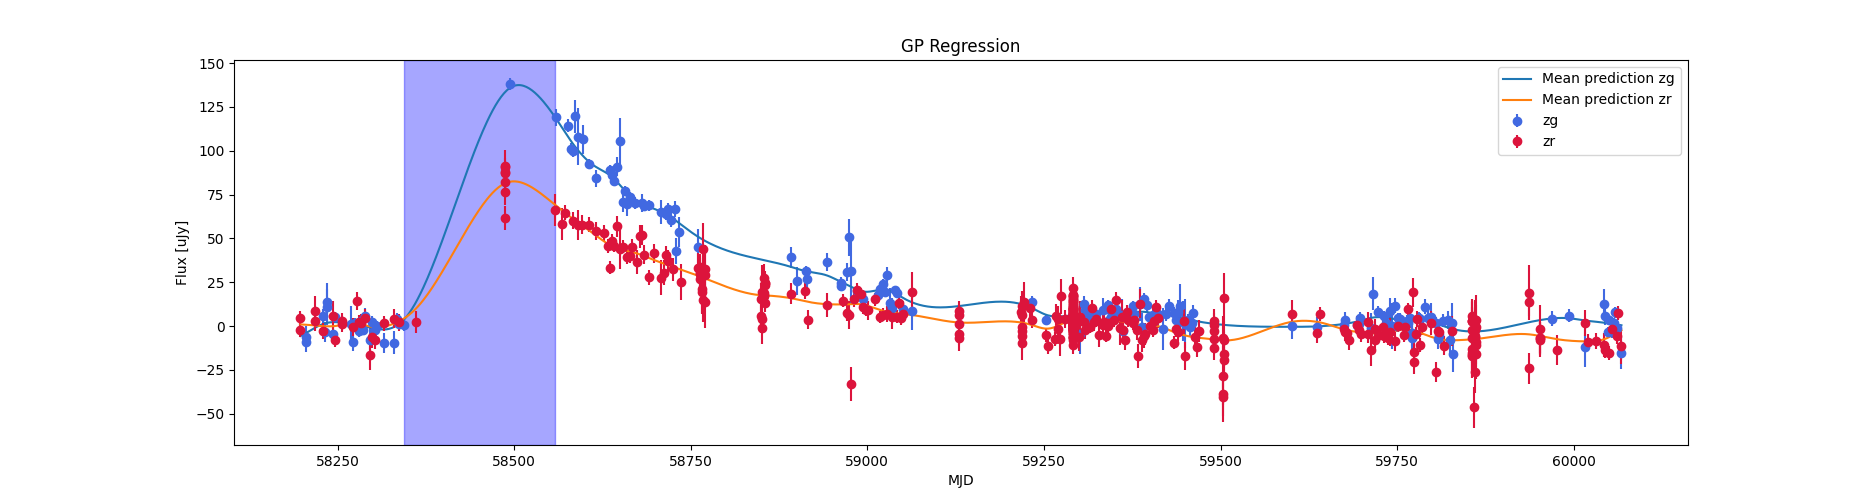 GP Regression
150
125
100
75
50
25
0
−25
−50
Flux [uJy]
58250
58500
58750
59000
59250
59500
59750
60000
MJD
Mean prediction zg
Mean prediction zr
zg
zr